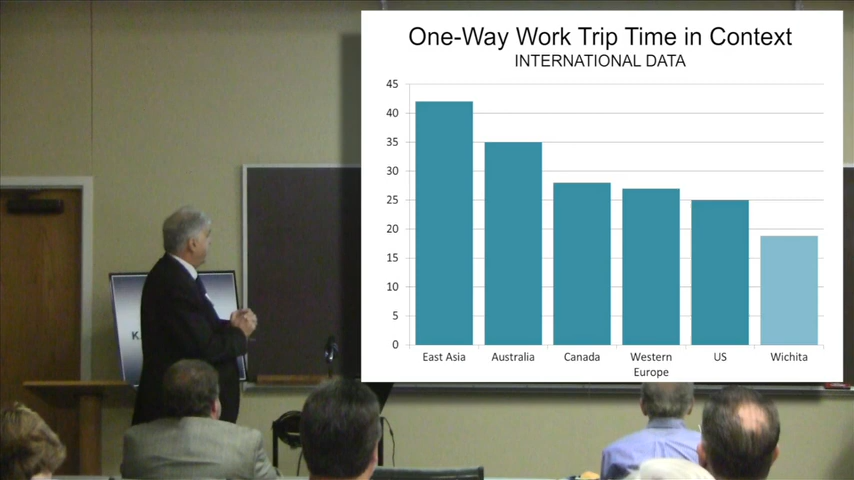 One-Way Work Trip Time in Context
INTERNATIONAL DATA
45
40
35
30
25
20
15
10
5
0
East Asia
Australia
Canada
Western
Europe
US
Wichita
K